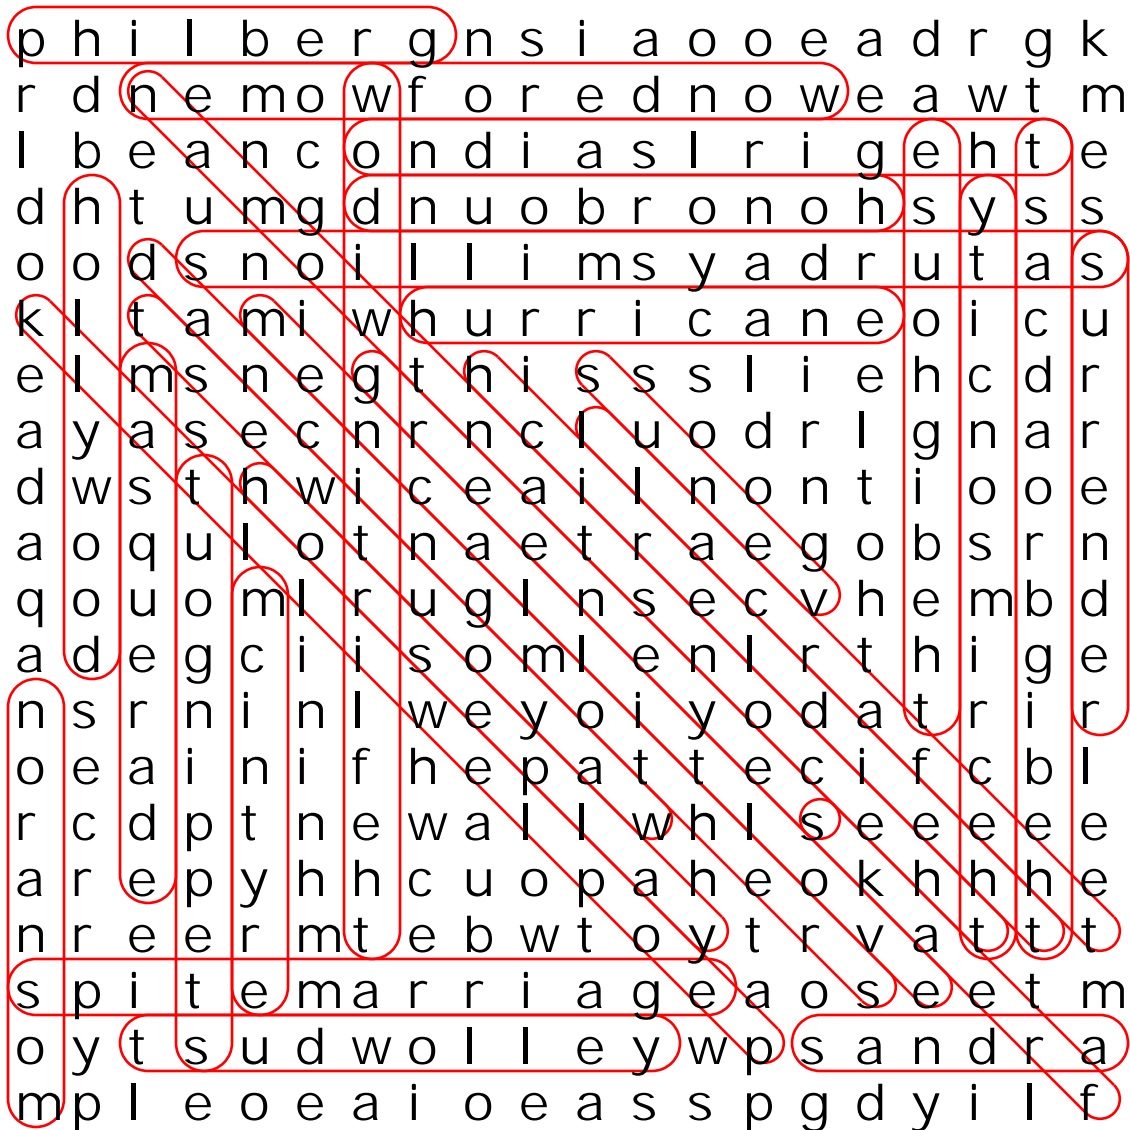 p h i l b e r g n s i a o o e a d r g k
r d n e m o w f o r e d n o w e a w t m
l b e a n c o n d i a s l r i g e h t e
d h t u m g d n u o b r o n o h s y s s
o o d s n o i l l i m s y a d r u t a s
k l t a m i w h u r r i c a n e o i c u
e l m s n e g t h i s s s l i e h c d r
a y a s e c n r n c l u o d r l g n a r
d w s t h w i c e a i l n o n t i o o e
a o q u l o t n a e t r a e g o b s r n
q o u o m l r u g l n s e c v h e m b d
a d e g c i i s o m l e n l r t h i g e
n s r n i n l w e y o i y o d a t r i r
o e a i n i f h e p a t t e c i f c b l
r c d p t n e w a l l w h l s e e e e e
a r e p y h h c u o p a h e o k h h h e
n r e e r m t e b w t o y t r v a t t t
s p i t e m a r r i a g e a o s e e t m
o y t s u d w o l l e y w p s a n d r a
m p l e o e a i o e a s s p g d y i l f